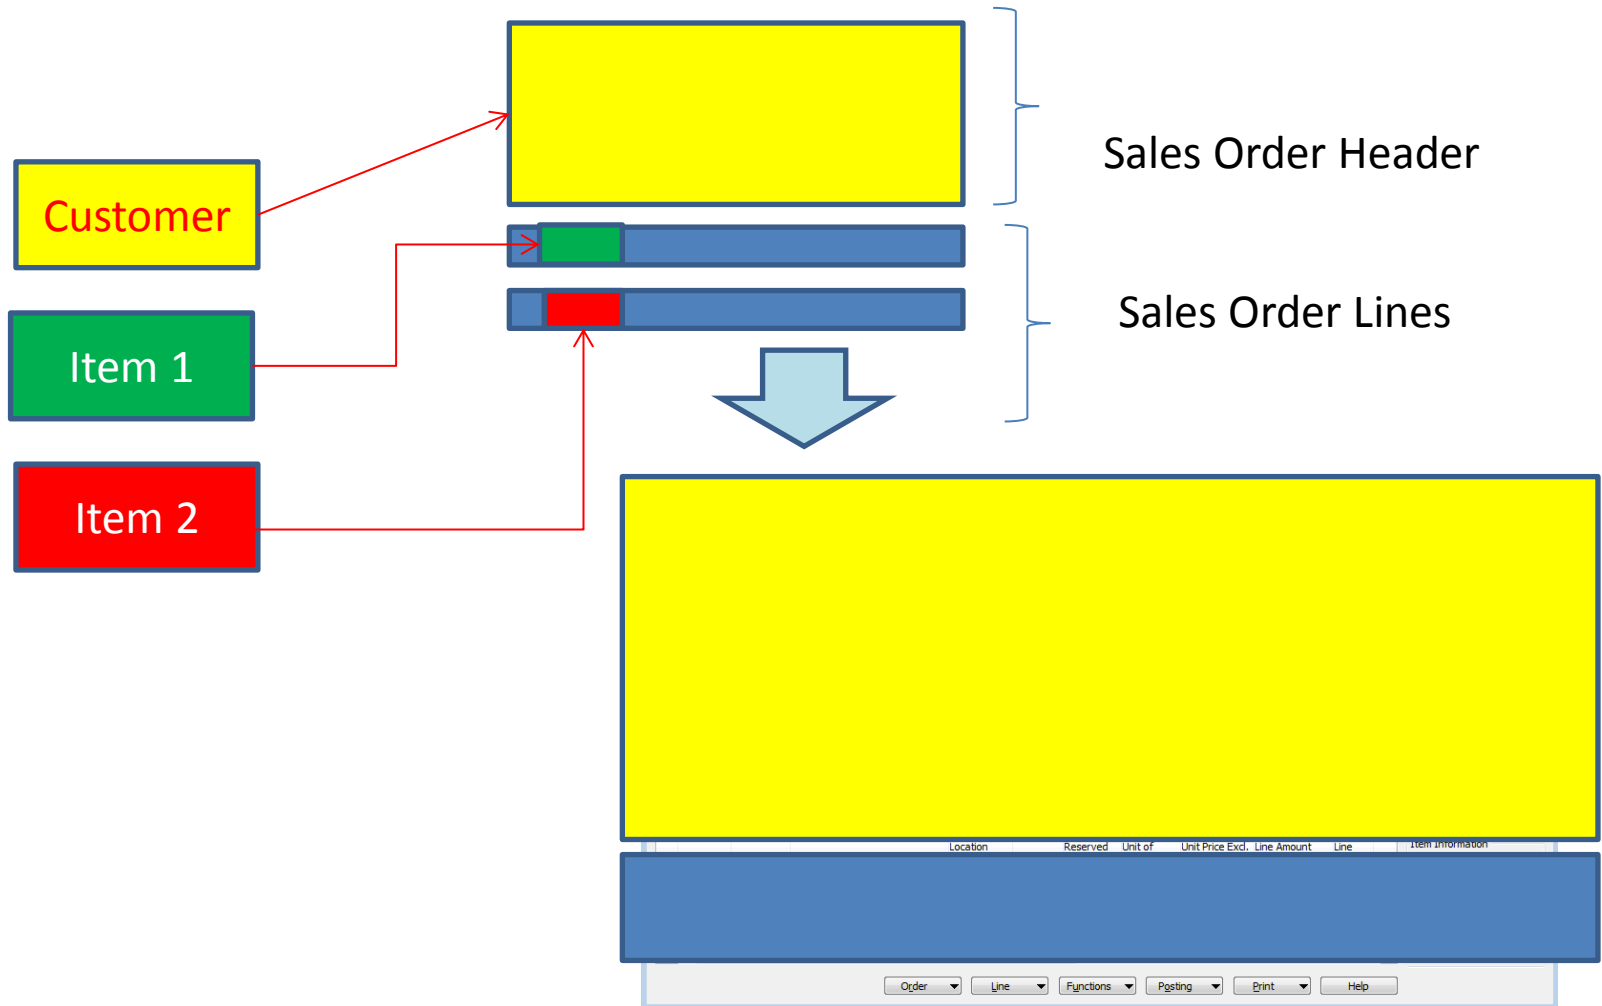 Sales Order Header
Customer
Sales Order Lines
Item 1
Item 2
Location Reserved Unit of Unit Price Excl. Line Amount Line Item Information
Order Line Functions Posting Print Help